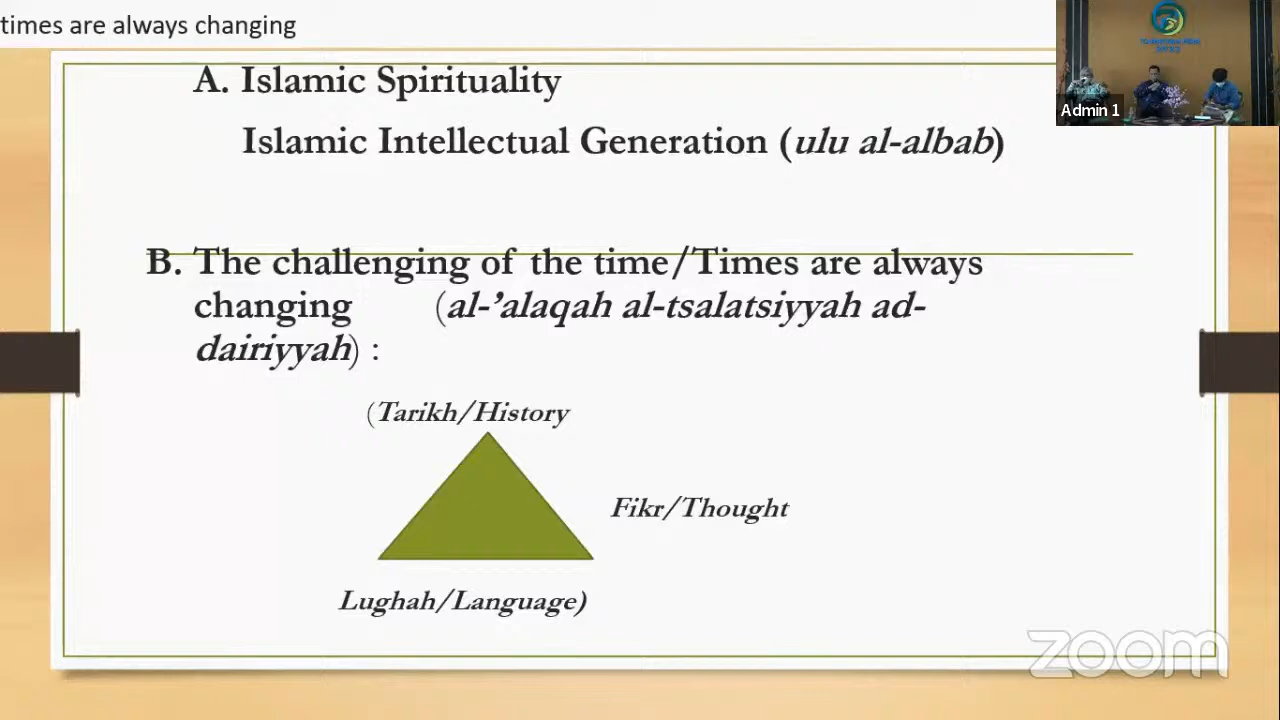 times are always changing
A. Islamic Spirituality
Islamic Intellectual Generation (ulu al-albab)
B. The challenging of the time/Times are always
changing (al-’alaqah al-tsalatsiyyah ad-
dairiyyah) :
(Tarikh/History
Fikr/Thought
Lughah/Language)
Admin 1
zoom